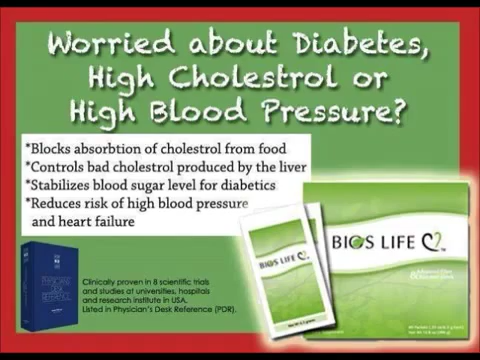 Worried about Diabetes,
High Cholestrol or
High Blood Pressure?
*Blocks absorbtion of cholestrol from food
*Controls bad cholestrol produced by the liver
*Stabilizes blood sugar level for diabetics
*Reduces risk of high blood pressure
and heart failure
BIOS LIFE
BIOS LIFE
PHYSICIANS'
DESK
REFERENCE
Clinically proven in 8 scientific trials
and studies at universities, hospitals
and research institute in USA.
Listed in Physician's Desk Reference (PDR).